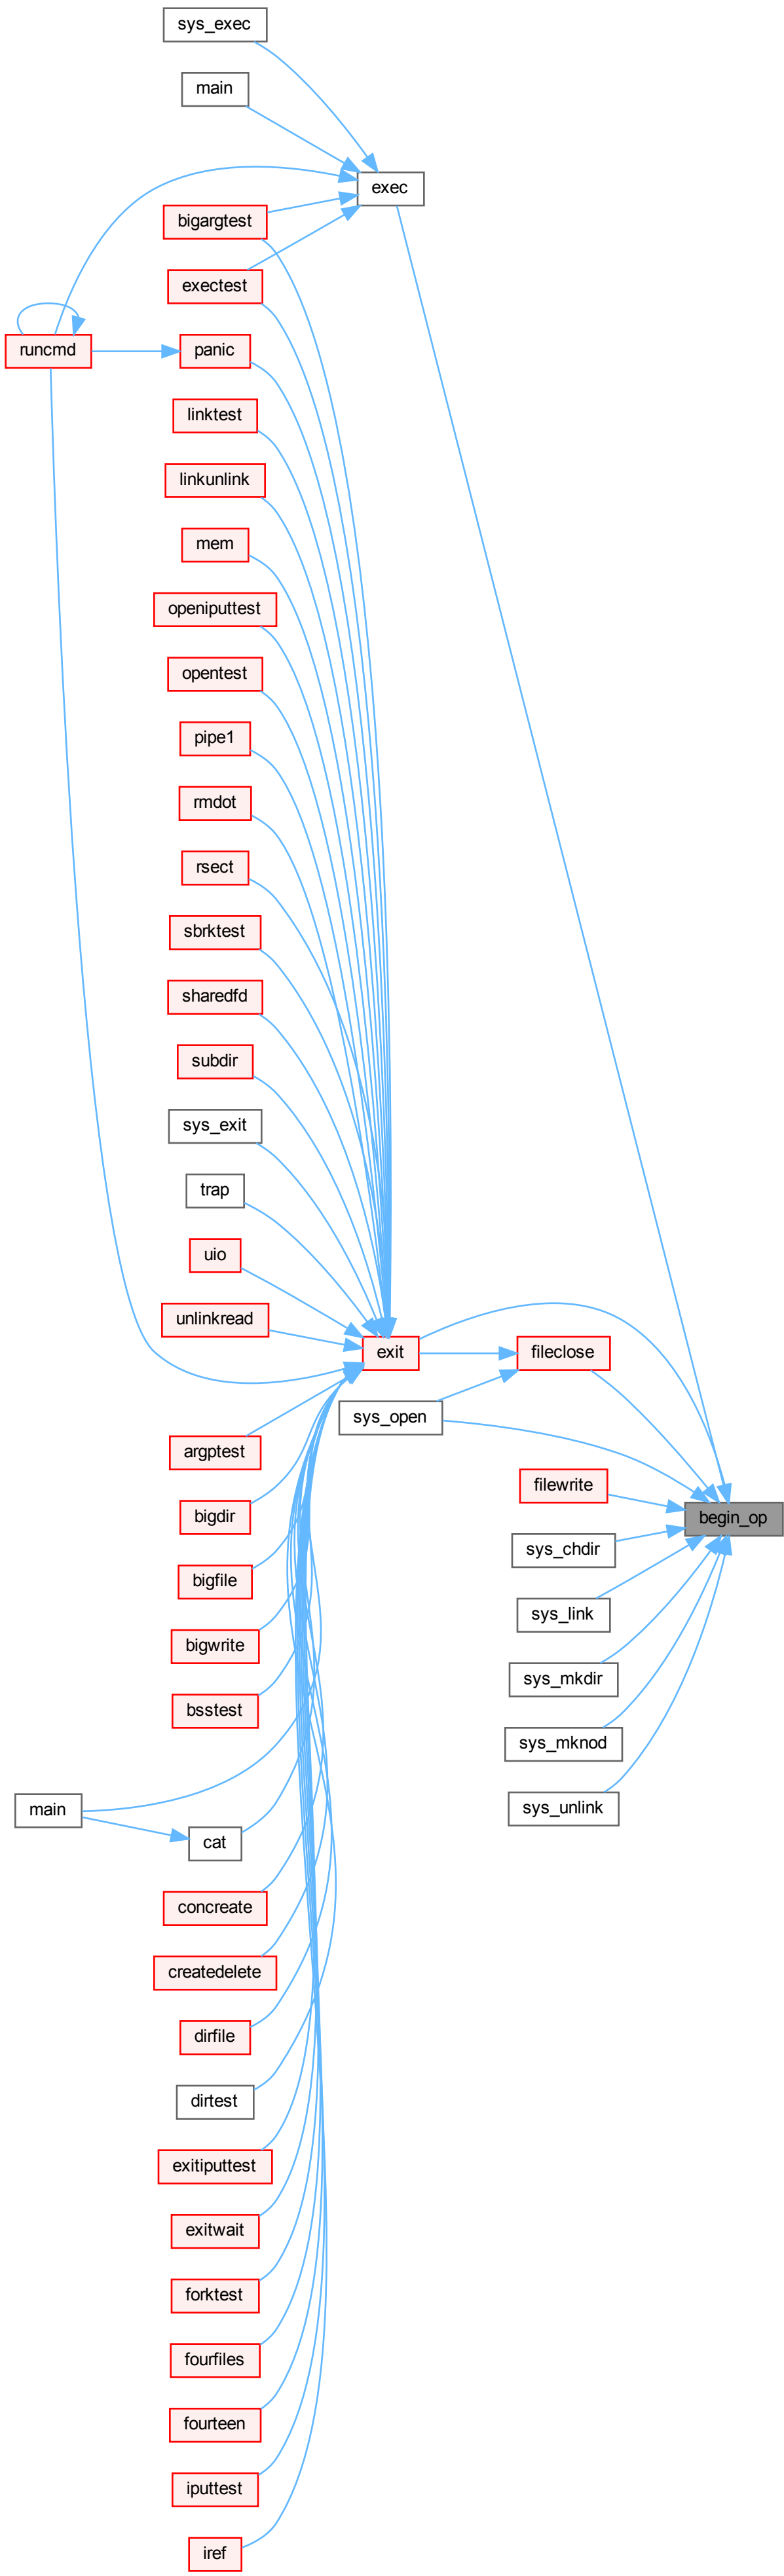 sys_exec
main
exec
bigargtest
exectest
runcmd
panic
linktest
linkunlink
mem
openiputtest
opentest
pipe1
rmdot
rsect
sbrktest
sharedfd
subdir
sys_exit
trap
uio
unlinkread
exit
fileclose
sys_open
argptest
filewrite
bigdir
begin_op
sys_chdir
bigfile
sys_link
bigwrite
sys_mkdir
bsstest
sys_mknod
main
sys_unlink
cat
concreate
createdelete
dirfile
dirtest
exitiputtest
exitwait
forktest
fourfiles
fourteen
iputtest
iref